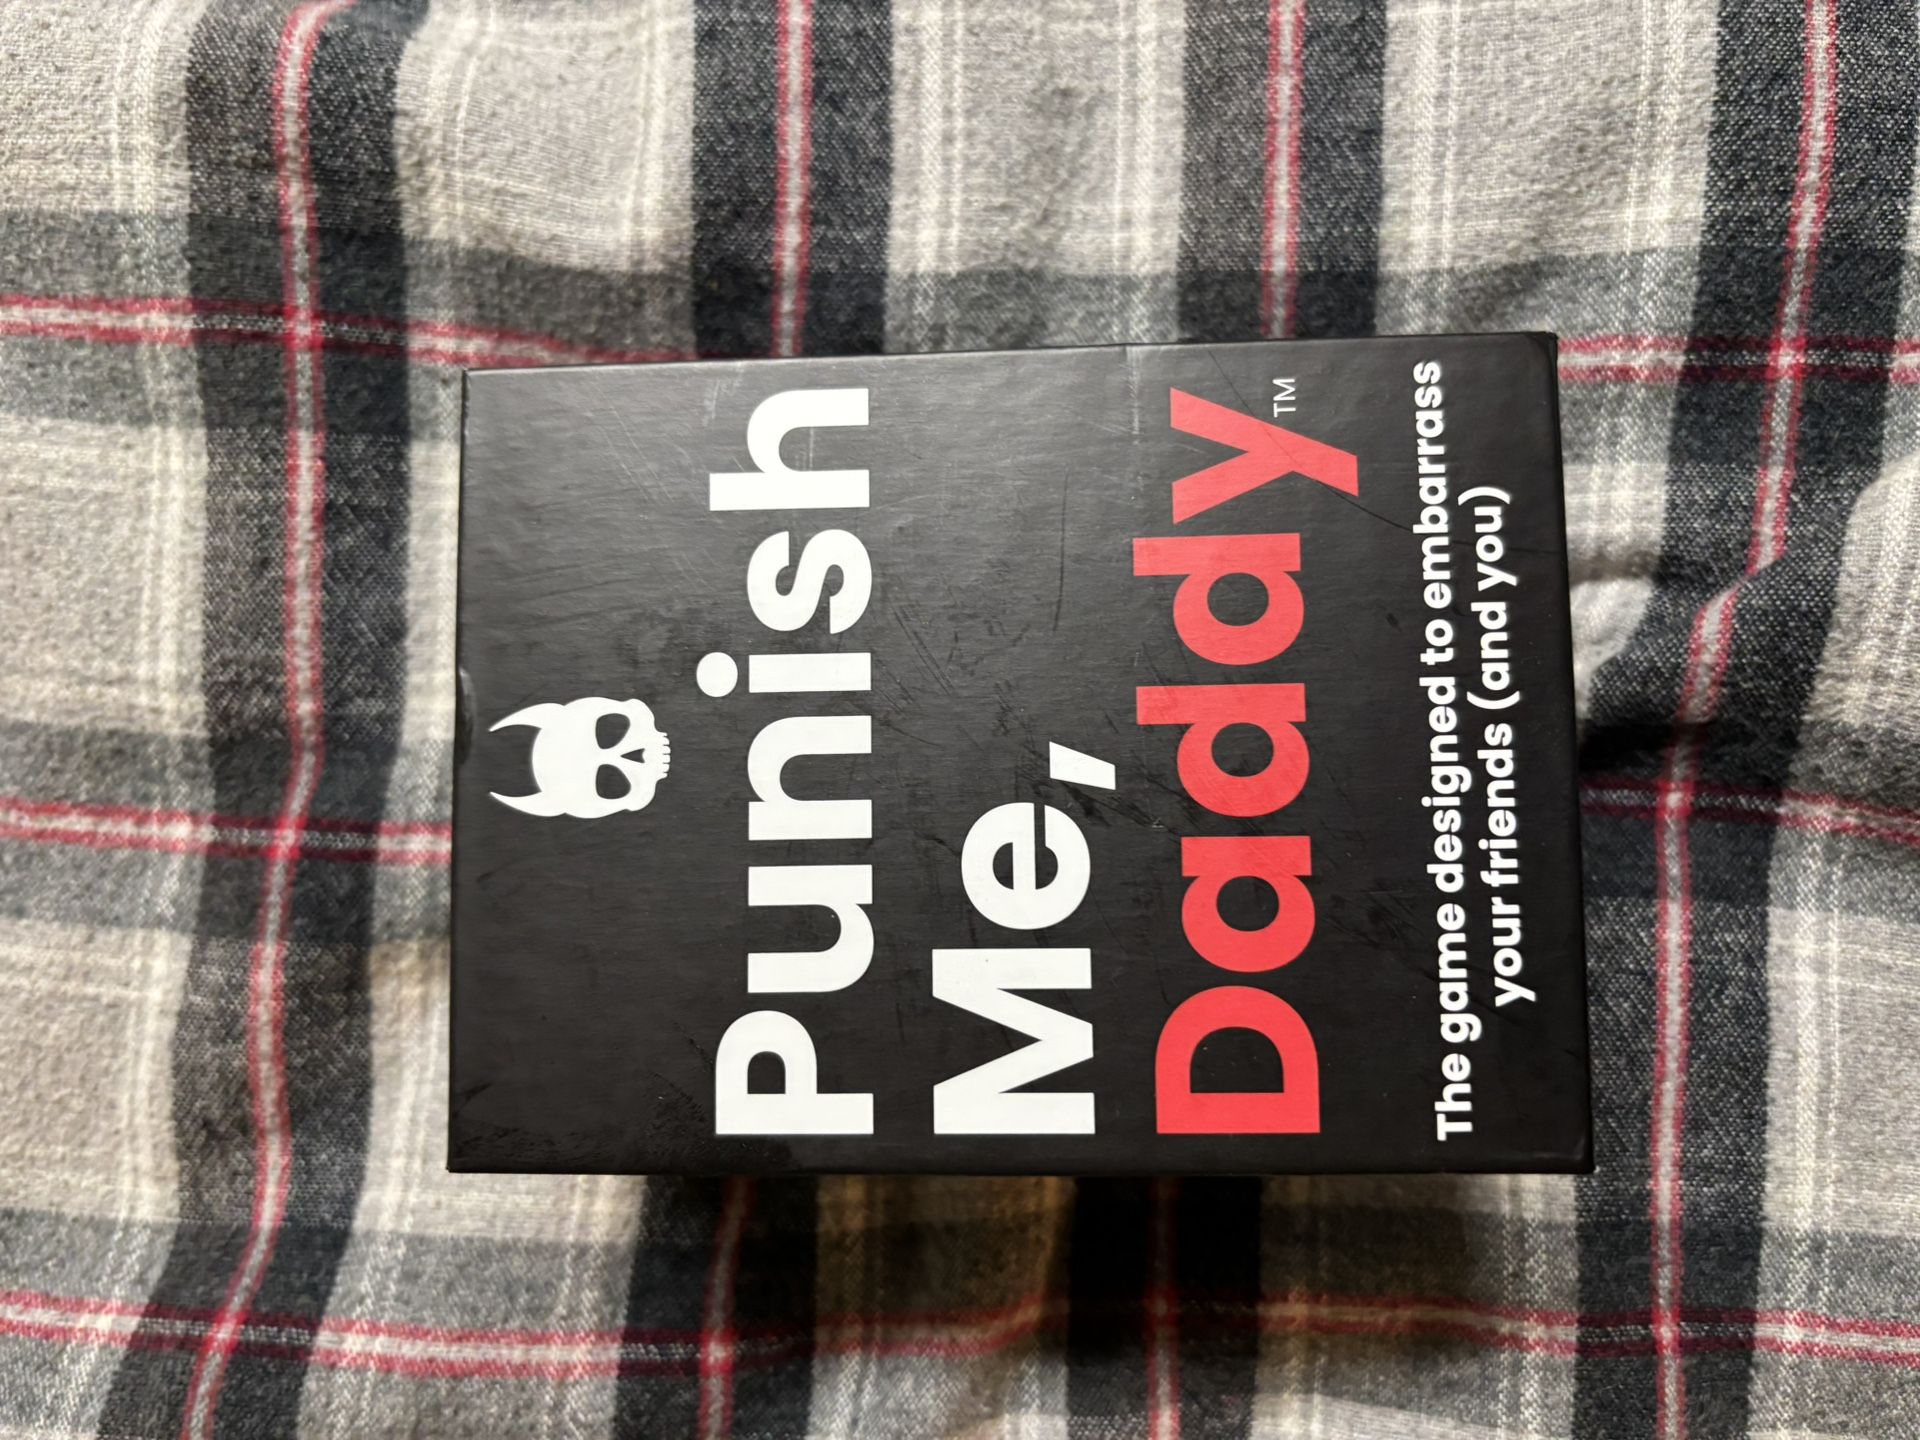 Punish
Me,
Daddy™
The game designed to embarrass
your friends (and you)